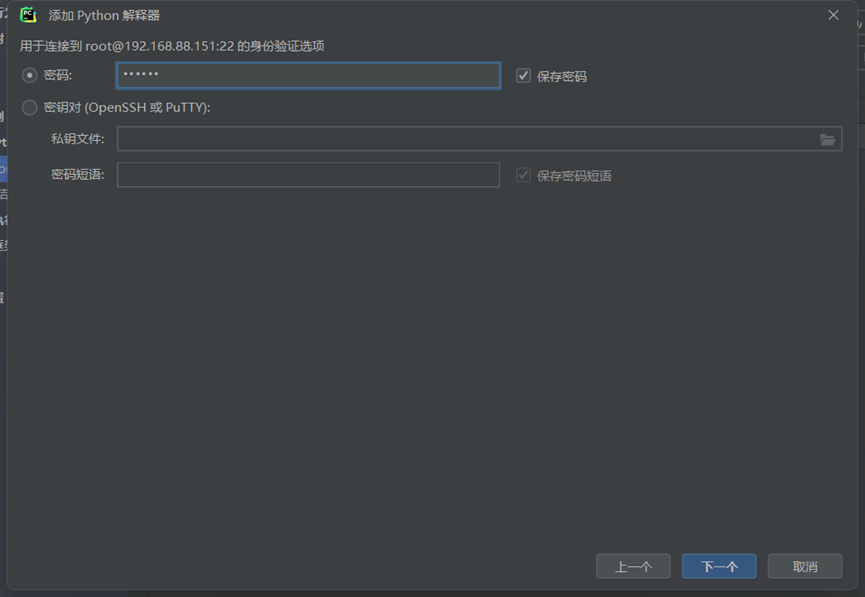 PC 添加 Python 解释器
用于连接到 root@192.168.88.151:22 的身份验证选项
密码: •••••• 保存密码
密钥对 (OpenSSH 或 PuTTY):
私钥文件:
密码短语: 保存密码短语
上一个 下一个 取消